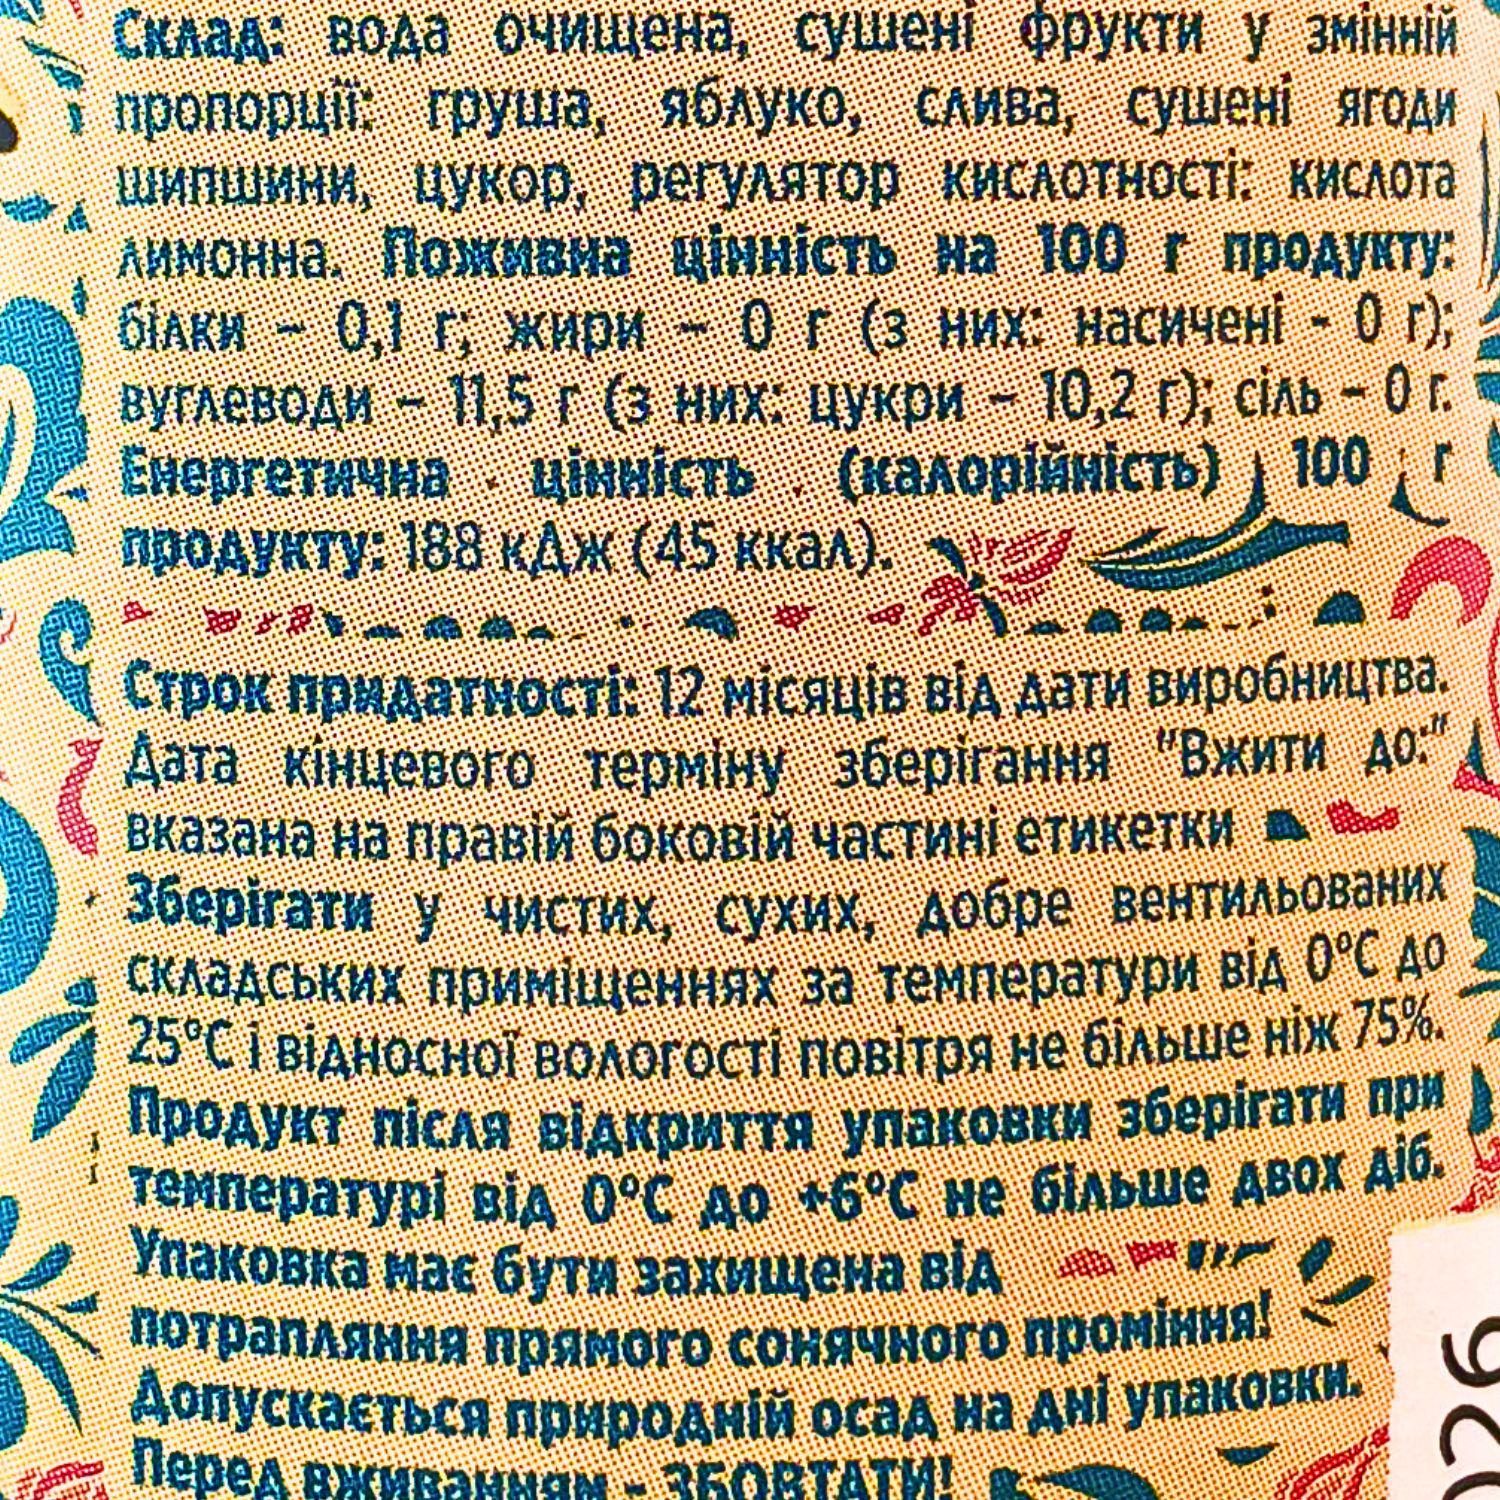 Склад: вода очищена, сушені фрукти у змінній
пропорції: груша, яблуко, слива, сушені ягоди
шипшини, цукор, регулятор кислотності: кислота
лимонна. Поживна цінність на 100 г продукту:
білки – 0,1 г; жири – 0 г (з них: насичені - 0 г);
вуглеводи – 11,5 г (з них: цукри – 10,2 г); сіль – 0 г.
Енергетична цінність (калорійність) 100 г
продукту: 188 кДж (45 ккал).
Строк придатності: 12 місяців від дати виробництва.
Дата кінцевого терміну зберігання "Вжити до:"
вказана на правій боковій частині етикетки
Зберігати у чистих, сухих, добре вентильованих
складських приміщеннях за температури від 0°С до
25°С і відносної вологості повітря не більше ніж 75%.
Продукт після відкриття упаковки зберігати при
температурі від 0°С до +6°С не більше двох діб.
Упаковка має бути захищена від
потрапляння прямого сонячного проміння!
Допускається природній осад на дні упаковки.
Перед вживанням - ЗБОВТАТИ!
026